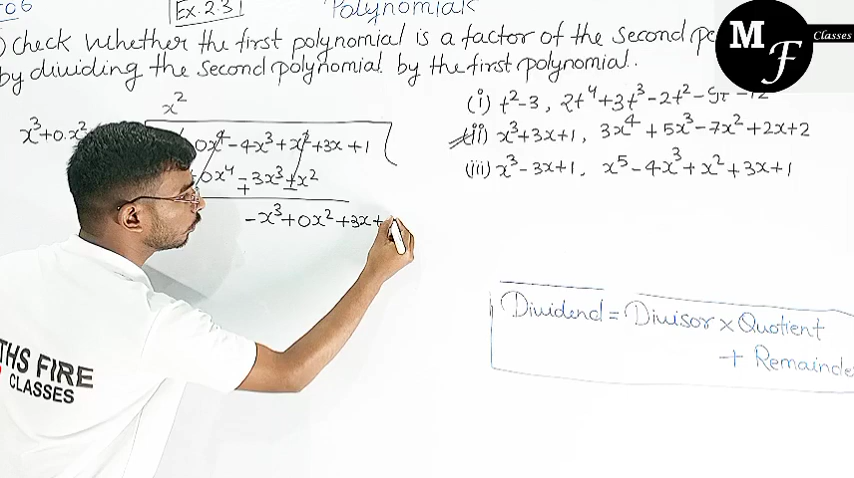 Ex. 2.3
Polynomials
check whether the first polynomial is a factor of the second
by dividing the second polynomial by the first polynomial.
M F Classes
(i) t²-3, 2t⁴+3t³-2t²-9t-12
(ii) x³+3x+1, 3x⁴+5x³-7x²+2x+2
(iii) x³-3x+1, x⁵-4x³+x²+3x+1
x²
x³+0.x²
0x⁴-4x³+x²+3x+1
0x⁴-3x³+x²
+ -
-x³+0x²+3x+
Dividend = Divisor × Quotient
+ Remainde
THS FIRE
CLASSES